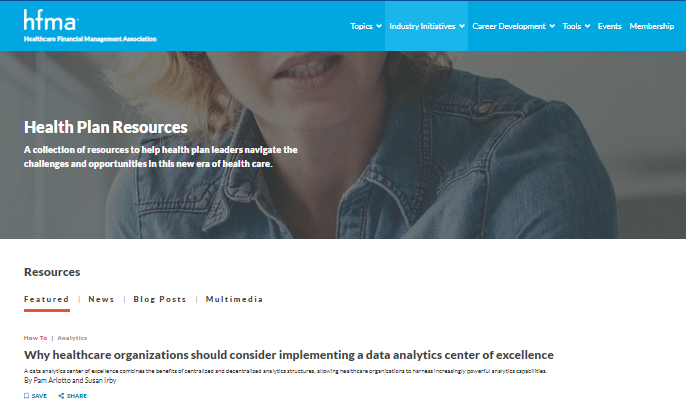 hfma
Healthcare Financial Management Association
Topics Industry Initiatives Career Development Tools Events Membership
Health Plan Resources
A collection of resources to help health plan leaders navigate the
challenges and opportunities in this new era of health care.
Resources
Featured | News | Blog Posts | Multimedia
How To | Analytics
Why healthcare organizations should consider implementing a data analytics center of excellence
A data analytics center of excellence combines the benefits of centralized and decentralized analytics structures, allowing healthcare organizations to harness increasingly powerful analytics capabilities.
By Pam Arlotto and Susan Irby
SAVE SHARE